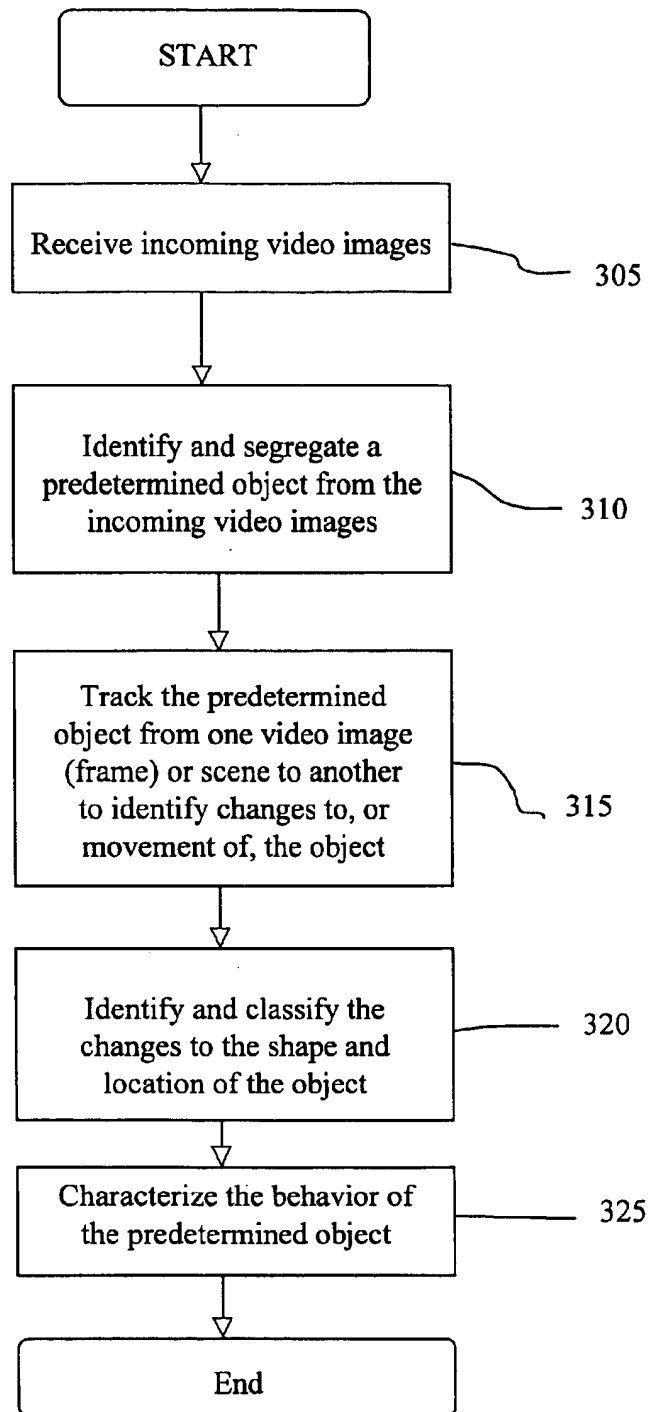 START
Receive incoming video images
305
Identify and segregate a
predetermined object from the
incoming video images
310
Track the predetermined
object from one video image
(frame) or scene to another
to identify changes to, or
movement of, the object
315
Identify and classify the
changes to the shape and
location of the object
320
Characterize the behavior of
the predetermined object
325
End